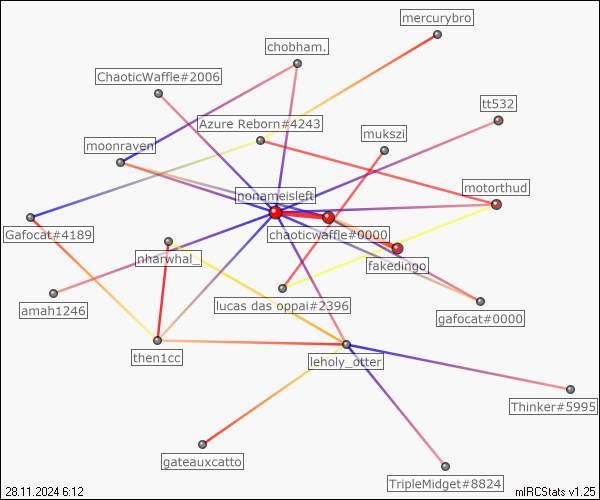 mercurybro
chobham.
ChaoticWaffle#2006
tt532
Azure Reborn#4243
mukszi
moonraven
motorthud
nonameisleft
Gafocat#4189
chaoticwaffle#0000
nharwhal_
fakedingo
amah1246
lucas das oppai#2396
gafocat#0000
then1cc
leholy_otter
Thinker#5995
gateauxcatto
TripleMidget#8824
28.11.2024 6:12
mIRCStats v1.25